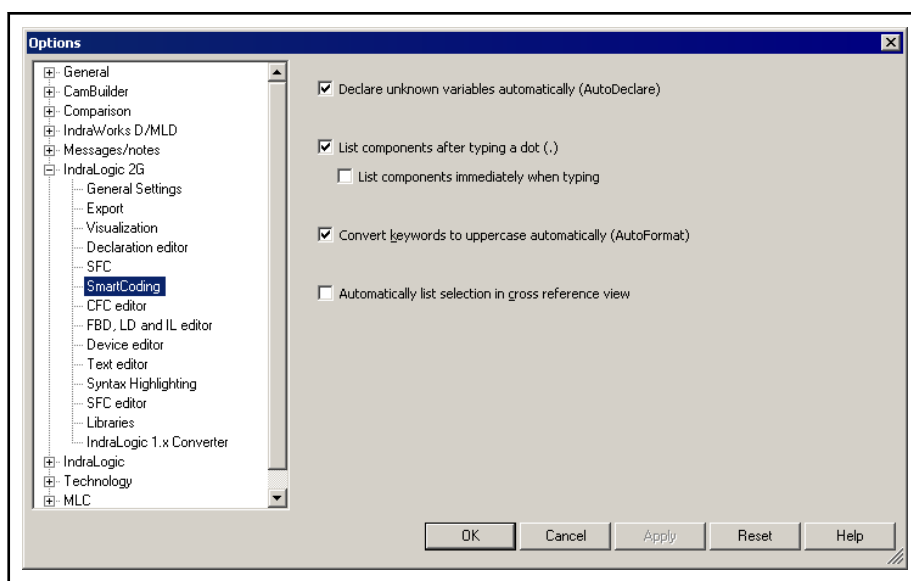 Options
General
CamBuilder
Comparison
IndraWorks D/MLD
Messages/notes
IndraLogic 2G
General Settings
Export
Visualization
Declaration editor
SFC
SmartCoding
CFC editor
FBD, LD and IL editor
Device editor
Text editor
Syntax Highlighting
SFC editor
Libraries
IndraLogic 1.x Converter
IndraLogic
Technology
MLC
Declare unknown variables automatically (AutoDeclare)
List components after typing a dot (.)
List components immediately when typing
Convert keywords to uppercase automatically (AutoFormat)
Automatically list selection in cross reference view
OK
Cancel
Apply
Reset
Help